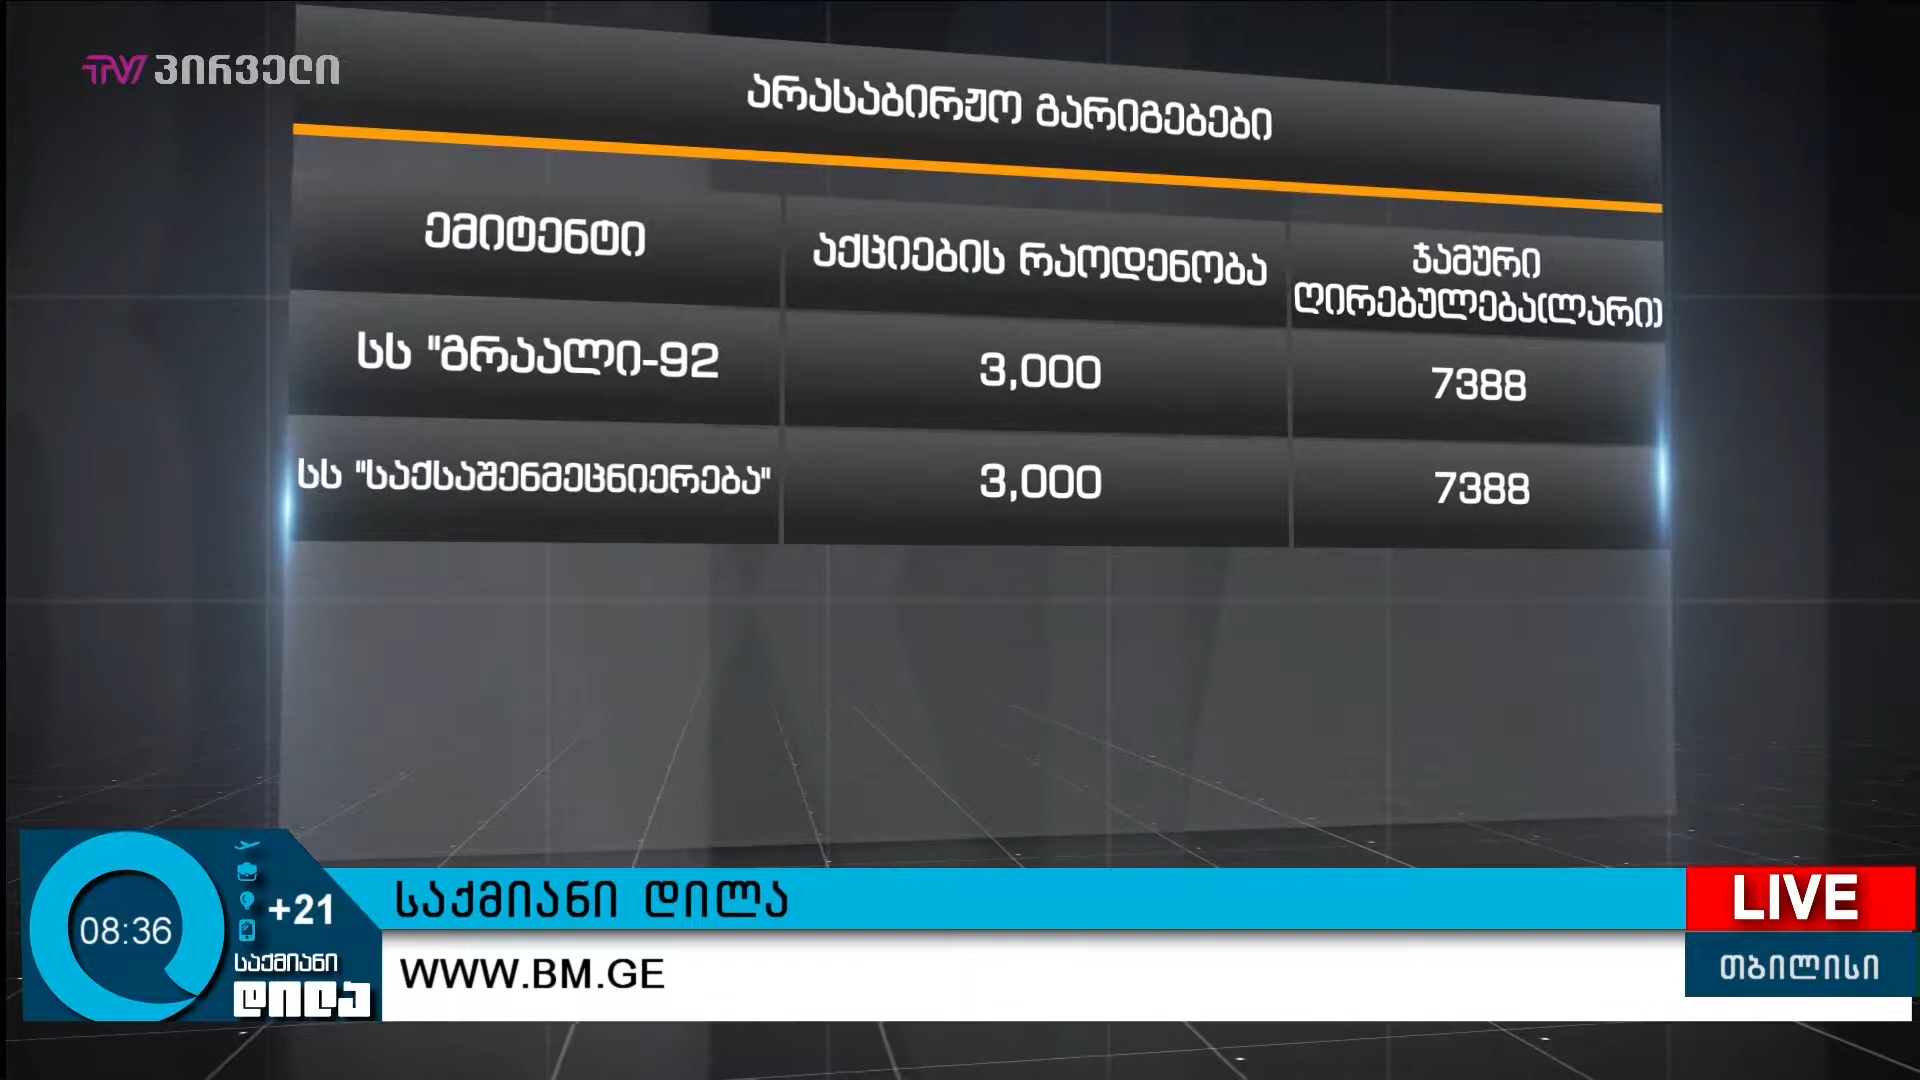 TV ᲞᲘᲠᲕᲔᲚᲘ
არასაბირჟო გარიგებები
ემიტენტი
აქციების რაოდენობა
ჯამური
ღირებულება(ლარი)
სს "გრაალი-92
3,000
7388
სს "საქსაშენმეცნიერება"
3,000
7388
08:36
+21
საქმიანი
დილა
საქმიანი დილა
LIVE
WWW.BM.GE
თბილისი